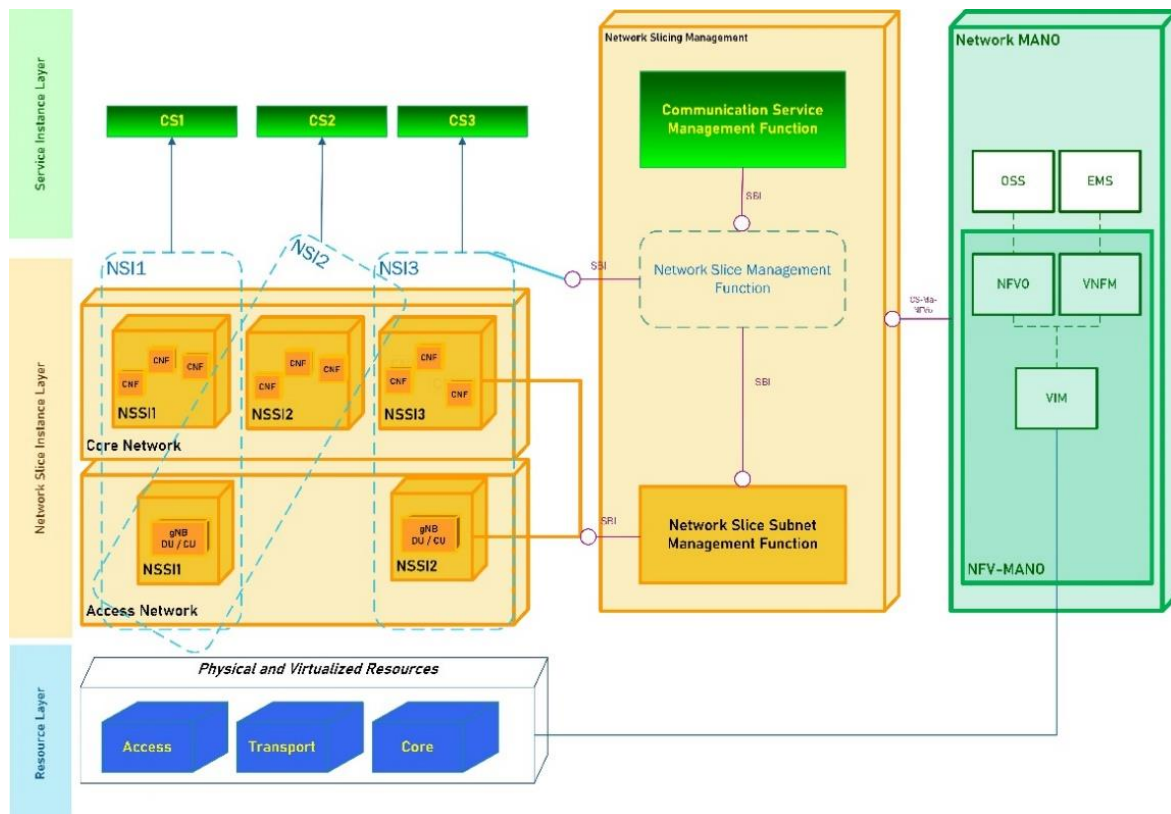 Service Instance Layer
Network Slice Instance Layer
Resource Layer
CS1
CS2
CS3
NSI1
NSI2
NSI3
CNF
CNF
CNF
NSSI1
CNF
CNF
CNF
NSSI2
CNF
CNF
CNF
NSSI3
Core Network
gNB
DU / CU
NSSI1
gNB
DU / CU
NSSI2
Access Network
Physical and Virtualized Resources
Access
Transport
Core
Network Slicing Management
Communication Service
Management Function
SBI
Network Slice Management
Function
SBI
SBI
Network Slice Subnet
Management Function
SBI
Network MANO
OSS
EMS
NFVO
VNFM
VIM
NFV-MANO